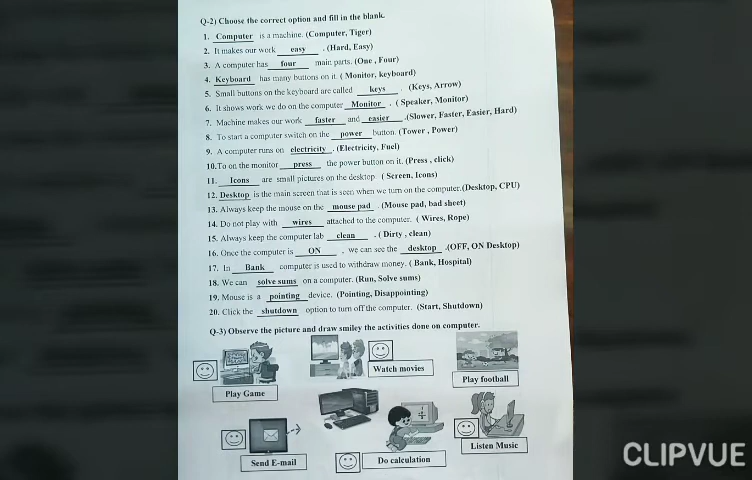 Q-2) Choose the correct option and fill in the blank.
1. Computer is a machine. (Computer, Tiger)
2. It makes our work easy . (Hard, Easy)
3. A computer has four main parts. (One , Four)
4. Keyboard has many buttons on it. ( Monitor, keyboard)
5. Small buttons on the keyboard are called keys . (Keys, Arrow)
6. It shows work we do on the computer Monitor . ( Speaker, Monitor)
7. Machine makes our work faster and easier .(Slower, Faster, Easier, Hard)
8. To start a computer switch on the power button. (Tower , Power)
9. A computer runs on electricity . (Electricity, Fuel)
10.To on the monitor press the power button on it. (Press , click)
11. Icons are small pictures on the desktop ( Screen, Icons)
12. Desktop is the main screen that is seen when we turn on the computer.(Desktop, CPU)
13. Always keep the mouse on the mouse pad . (Mouse pad, bad sheet)
14. Do not play with wires attached to the computer. ( Wires, Rope)
15. Always keep the computer lab clean . ( Dirty , clean)
16. Once the computer is ON , we can see the desktop .(OFF, ON Desktop)
17. In Bank computer is used to withdraw money. ( Bank, Hospital)
18. We can solve sums on a computer. (Run, Solve sums)
19. Mouse is a pointing device. (Pointing, Disappointing)
20. Click the shutdown option to turn off the computer. (Start, Shutdown)
Q-3) Observe the picture and draw smiley the activities done on computer.
Watch movies
Play football
Play Game
Listen Music
Send E-mail
Do calculation
CLIPVUE